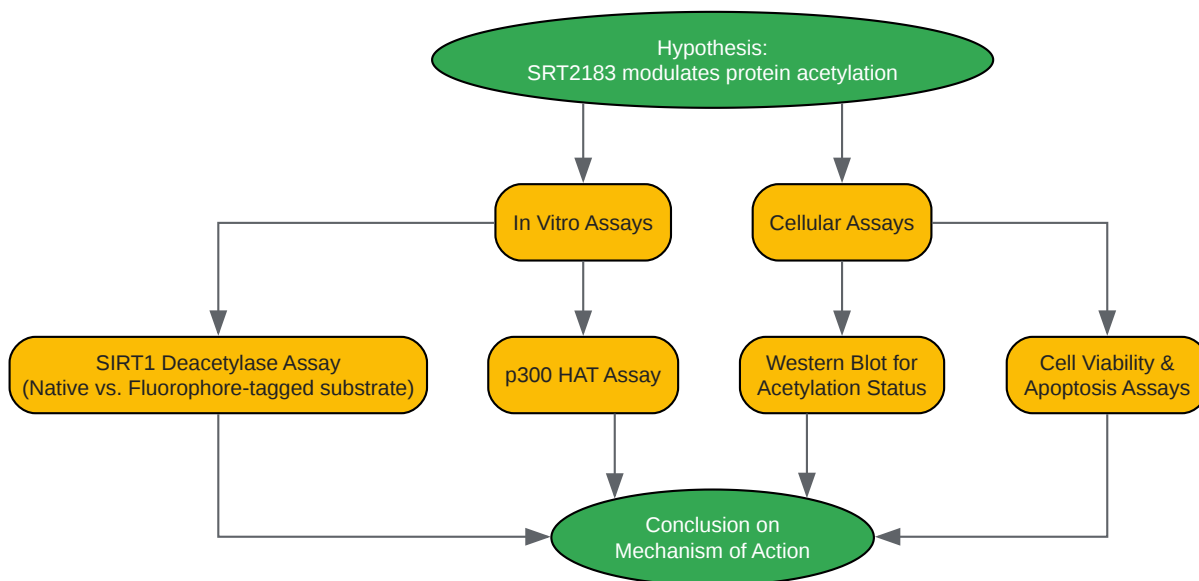 Hypothesis:
SRT2183 modulates protein acetylation
In Vitro Assays
Cellular Assays
SIRT1 Deacetylase Assay
(Native vs. Fluorophore-tagged substrate)
p300 HAT Assay
Western Blot for
Acetylation Status
Cell Viability &
Apoptosis Assays
Conclusion on
Mechanism of Action